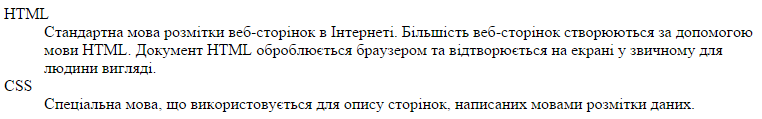 HTML
Стандартна мова розмітки веб-сторінок в Інтернеті. Більшість веб-сторінок створюються за допомогою
мови HTML. Документ HTML оброблюється браузером та відтворюється на екрані у звичному для
людини вигляді.
CSS
Спеціальна мова, що використовується для опису сторінок, написаних мовами розмітки даних.